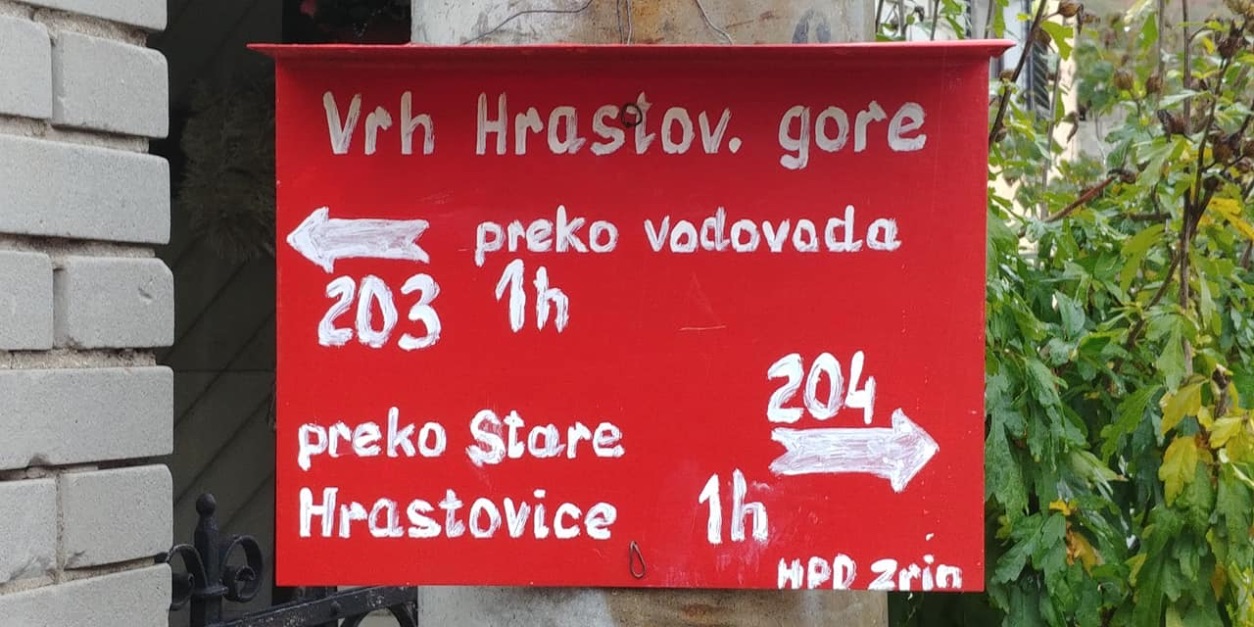 Vrh Hrastov. gore
preko vodovoda
203 1h
204
preko Stare
Hrastovice 1h
HPD Zrin